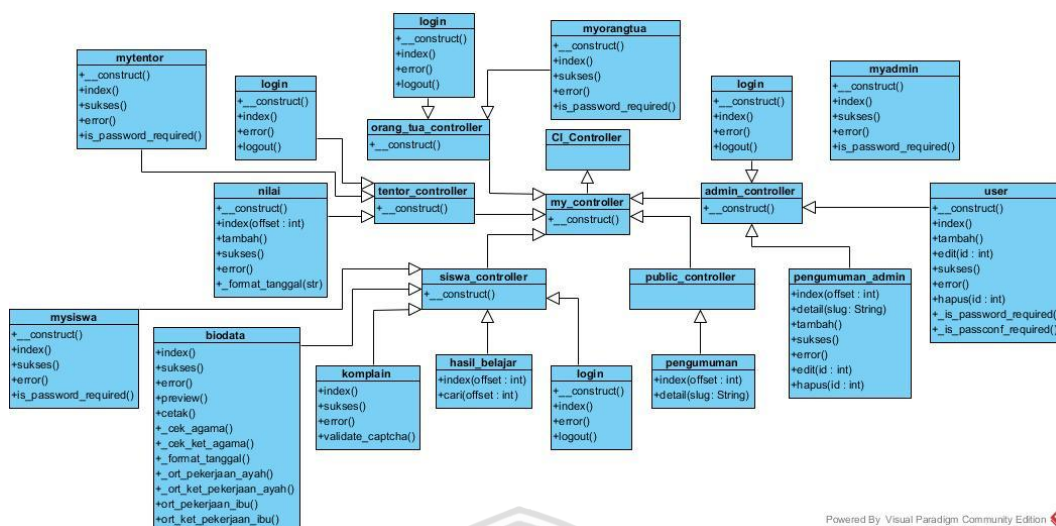 login
+__construct()
+index()
+error()
+logout()
myorangtua
+__construct()
+index()
+sukses()
+error()
+is_password_required()
mytentor
+__construct()
+index()
+sukses()
+error()
+is_password_required()
login
+__construct()
+index()
+error()
+logout()
orang_tua_controller
+__construct()
CI_Controller
login
+__construct()
+index()
+error()
+logout()
myadmin
+__construct()
+index()
+sukses()
+error()
+is_password_required()
nilai
+__construct()
+index(offset : int)
+tambah()
+sukses()
+error()
+_format_tanggal(str)
tentor_controller
+__construct()
my_controller
+__construct()
admin_controller
+__construct()
user
+__construct()
+index()
+tambah()
+edit(id : int)
+sukses()
+error()
+hapus(id : int)
+_is_password_required()
+_is_passconf_required()
siswa_controller
+__construct()
public_controller
pengumuman_admin
+index(offset : int)
+detail(slug: String)
+tambah()
+sukses()
+error()
+edit(id : int)
+hapus(id : int)
mysiswa
+__construct()
+index()
+sukses()
+error()
+is_password_required()
biodata
+index()
+sukses()
+error()
+preview()
+cetak()
+_cek_agama()
+_cek_ket_agama()
+_format_tanggal()
+_ort_pekerjaan_ayah()
+_ort_ket_pekerjaan_ayah()
+ort_pekerjaan_ibu()
+ort_ket_pekerjaan_ibu()
komplain
+index()
+sukses()
+error()
+validate_captcha()
hasil_belajar
+index(offset : int)
+cari(offset : int)
login
+__construct()
+index()
+error()
+logout()
pengumuman
+index(offset : int)
+detail(slug: String)
Powered By Visual Paradigm Community Edition